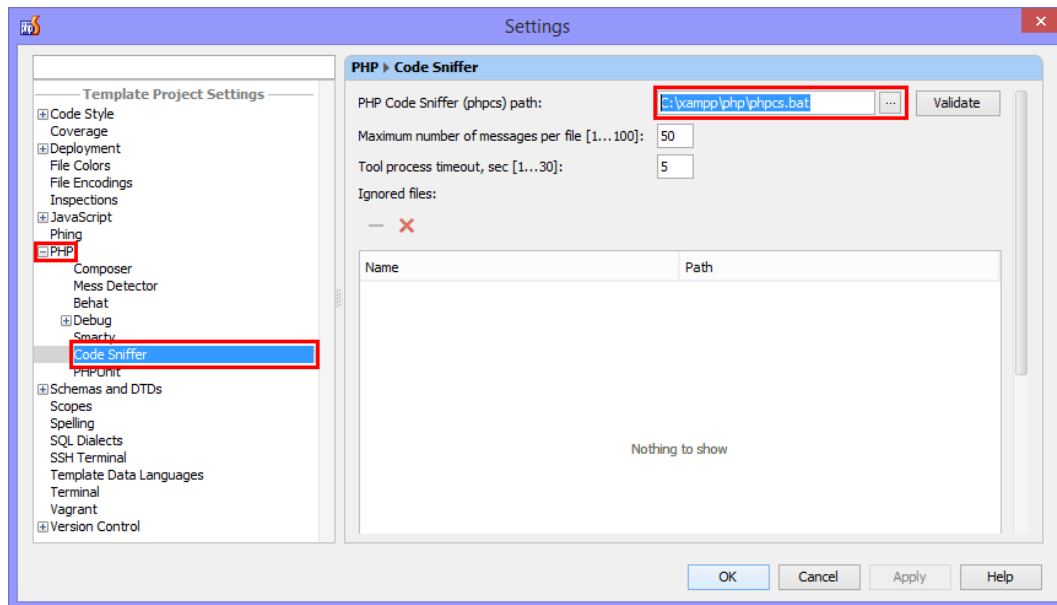 Settings
Template Project Settings
Code Style
Coverage
Deployment
File Colors
File Encodings
Inspections
JavaScript
Phing
PHP
Composer
Mess Detector
Behat
Debug
Smarty
Code Sniffer
PHPUnit
Schemas and DTDs
Scopes
Spelling
SQL Dialects
SSH Terminal
Template Data Languages
Terminal
Vagrant
Version Control
PHP Code Sniffer
PHP Code Sniffer (phpcs) path: C:\xampp\php\phpcs.bat ... Validate
Maximum number of messages per file [1...100]: 50
Tool process timeout, sec [1...30]: 5
Ignored files:
Name Path
Nothing to show
OK Cancel Apply Help